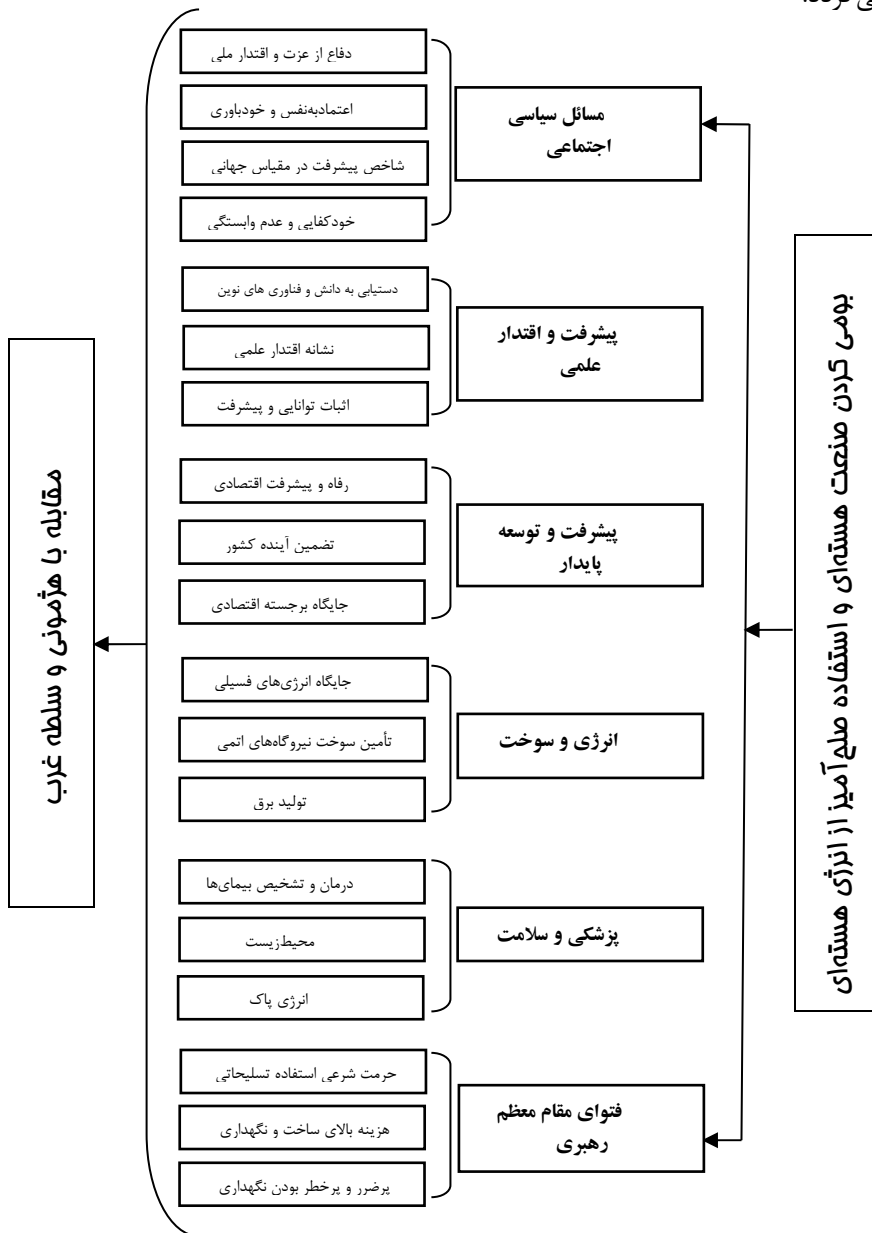 بومی کردن صنعت هسته‌ای و استفاده صلح‌آمیز از انرژی هسته‌ای
مسائل سیاسی
اجتماعی
دفاع از عزت و اقتدار ملی
اعتمادبه‌نفس و خودباوری
شاخص پیشرفت در مقیاس جهانی
خودکفایی و عدم وابستگی
پیشرفت و اقتدار
علمی
دستیابی به دانش و فناوری های نوین
نشانه اقتدار علمی
اثبات توانایی و پیشرفت
پیشرفت و توسعه
پایدار
رفاه و پیشرفت اقتصادی
تضمین آینده کشور
جایگاه برجسته اقتصادی
انرژی و سوخت
جایگاه انرژی‌های فسیلی
تأمین سوخت نیروگاه‌های اتمی
تولید برق
پزشکی و سلامت
درمان و تشخیص بیمای‌ها
محیط‌زیست
انرژی پاک
فتوای مقام معظم
رهبری
حرمت شرعی استفاده تسلیحاتی
هزینه بالای ساخت و نگهداری
پرضرر و پرخطر بودن نگهداری
مقابله با هژمونی و سلطه غرب